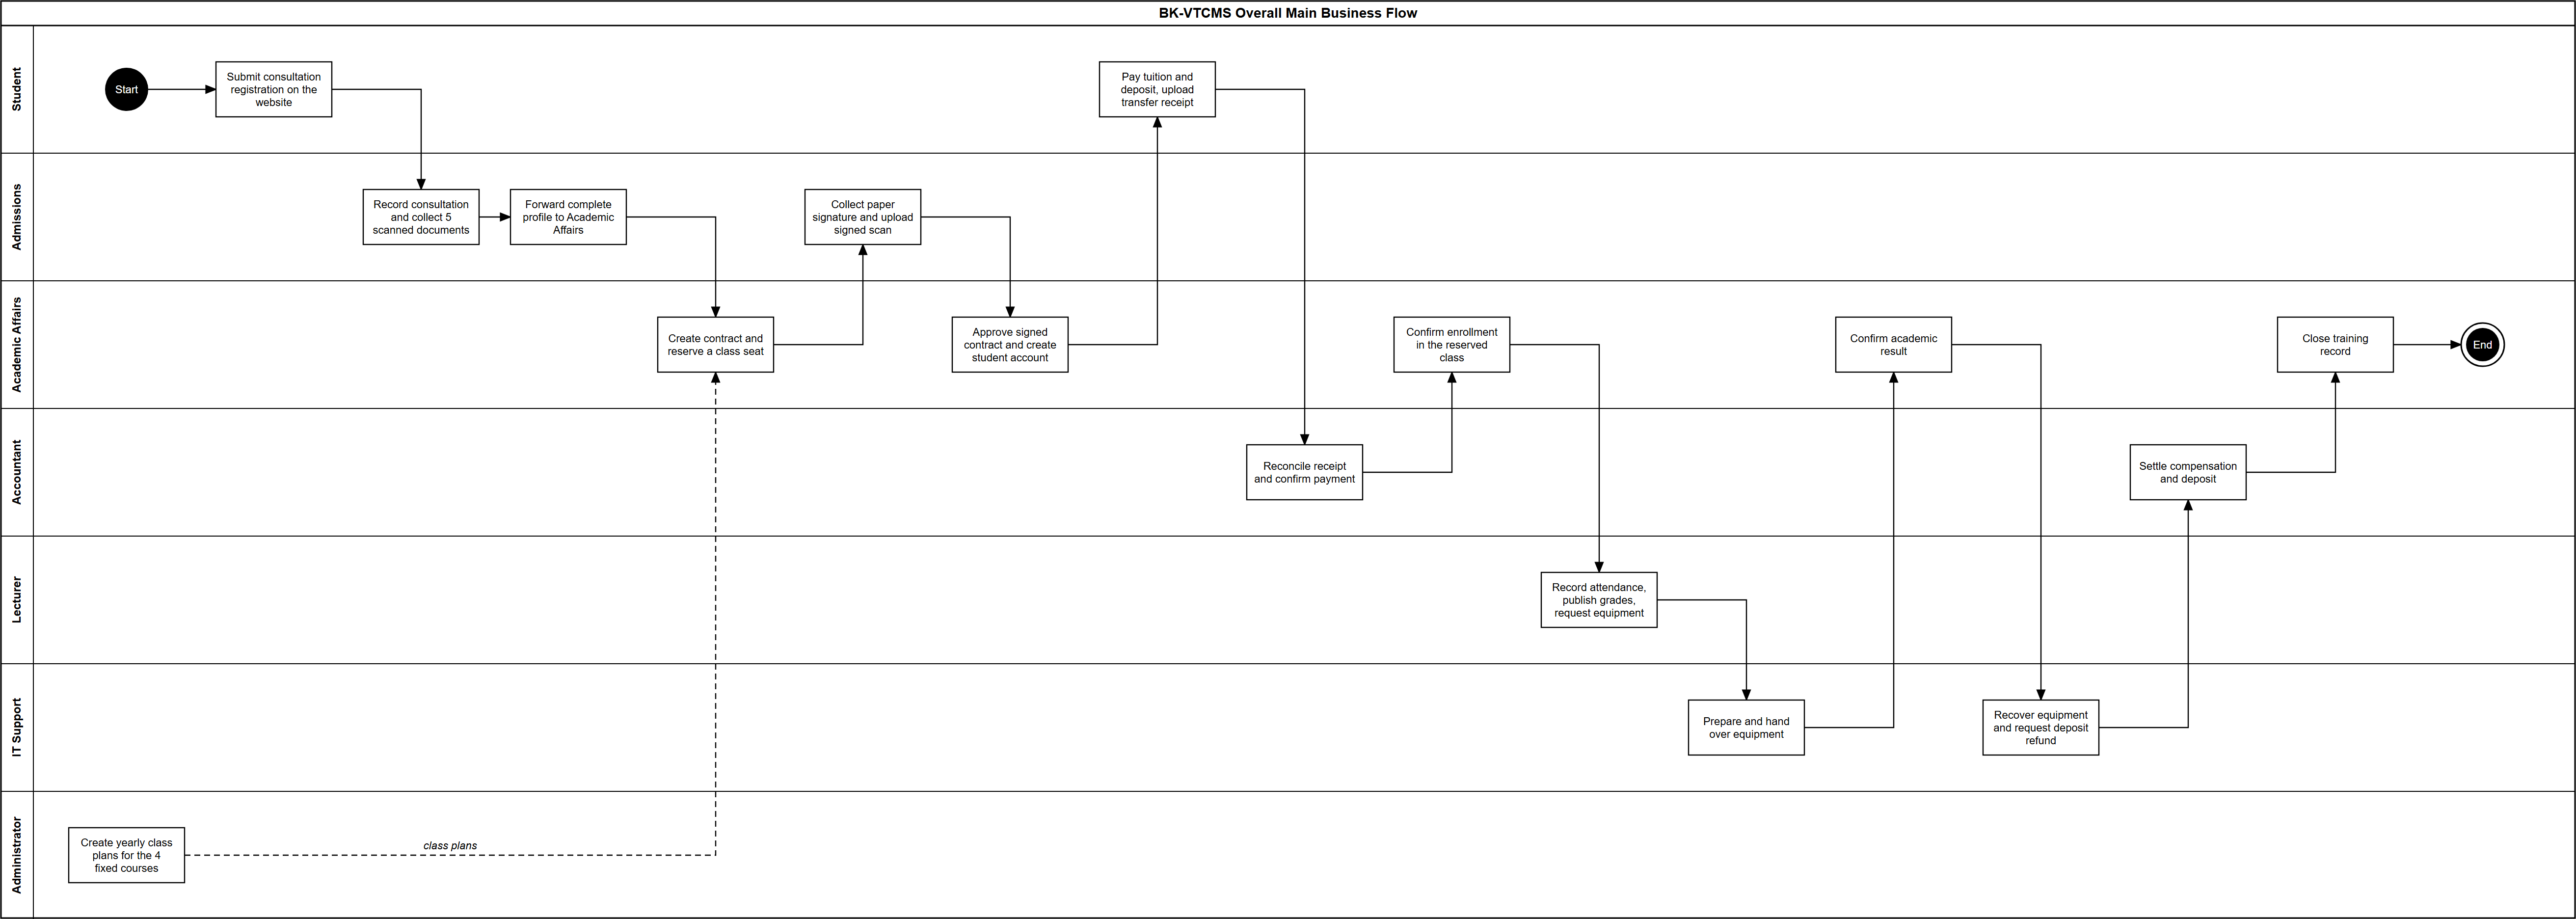 BK-VTCMS Overall Main Business Flow
Student
Start
Submit consultation
registration on the
website
Pay tuition and
deposit, upload
transfer receipt
Admissions
Record consultation
and collect 5
scanned documents
Forward complete
profile to Academic
Affairs
Collect paper
signature and upload
signed scan
Academic Affairs
Create contract and
reserve a class seat
Approve signed
contract and create
student account
Confirm enrollment
in the reserved
class
Confirm academic
result
Close training
record
End
Accountant
Reconcile receipt
and confirm payment
Settle compensation
and deposit
Lecturer
Record attendance,
publish grades,
request equipment
IT Support
Prepare and hand
over equipment
Recover equipment
and request deposit
refund
Administrator
Create yearly class
plans for the 4
fixed courses
class plans